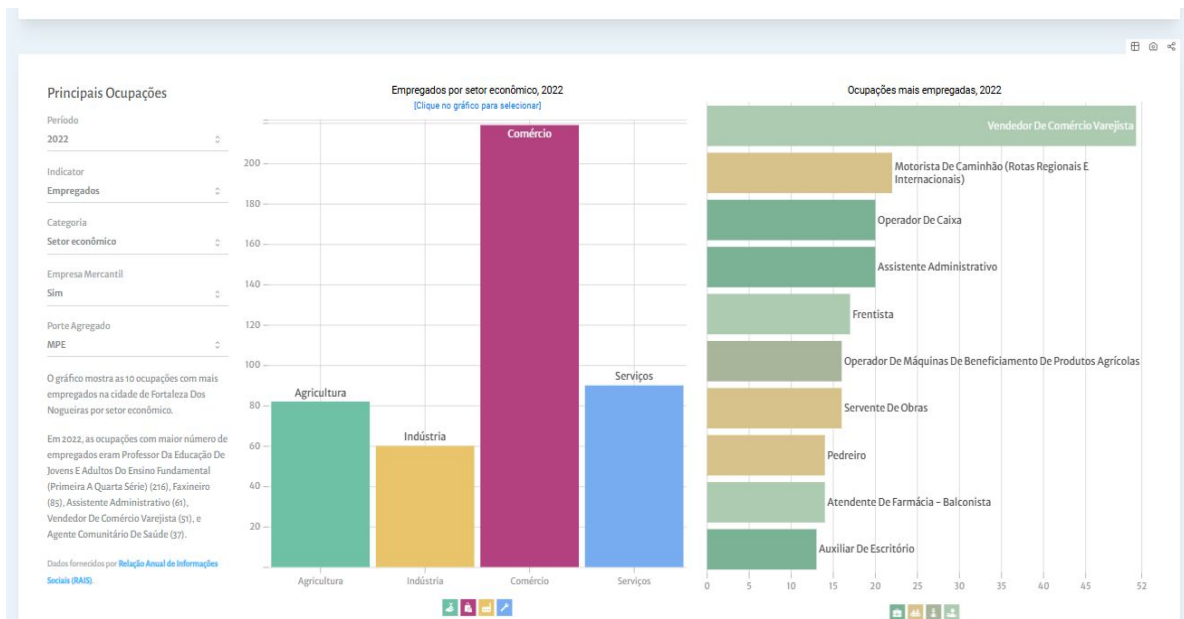 Principais Ocupações
Período
2022
Indicator
Empregados
Categoria
Setor econômico
Empresa Mercantil
Sim
Porte Agregado
MPE
O gráfico mostra as 10 ocupações com mais
empregados na cidade de Fortaleza Dos
Nogueiras por setor econômico.
Em 2022, as ocupações com maior número de
empregados eram Professor Da Educação De
Jovens E Adultos Do Ensino Fundamental
(Primeira A Quarta Série) (216), Faxineiro
(85), Assistente Administrativo (61),
Vendedor De Comércio Varejista (51), e
Agente Comunitário De Saúde (37).
Dados fornecidos por Relação Anual de Informações
Sociais (RAIS).
Empregados por setor econômico, 2022
[Clique no gráfico para selecionar]
200
180
160
140
120
100
80
60
40
20
Agricultura
Indústria
Comércio
Serviços
Agricultura
Indústria
Comércio
Serviços
Ocupações mais empregadas, 2022
Vendedor De Comércio Varejista
Motorista De Caminhão (Rotas Regionais E
Internacionais)
Operador De Caixa
Assistente Administrativo
Frentista
Operador De Máquinas De Beneficiamento De Produtos Agrícolas
Servente De Obras
Pedreiro
Atendente De Farmácia – Balconista
Auxiliar De Escritório
0 5 10 15 20 25 30 35 40 45 52